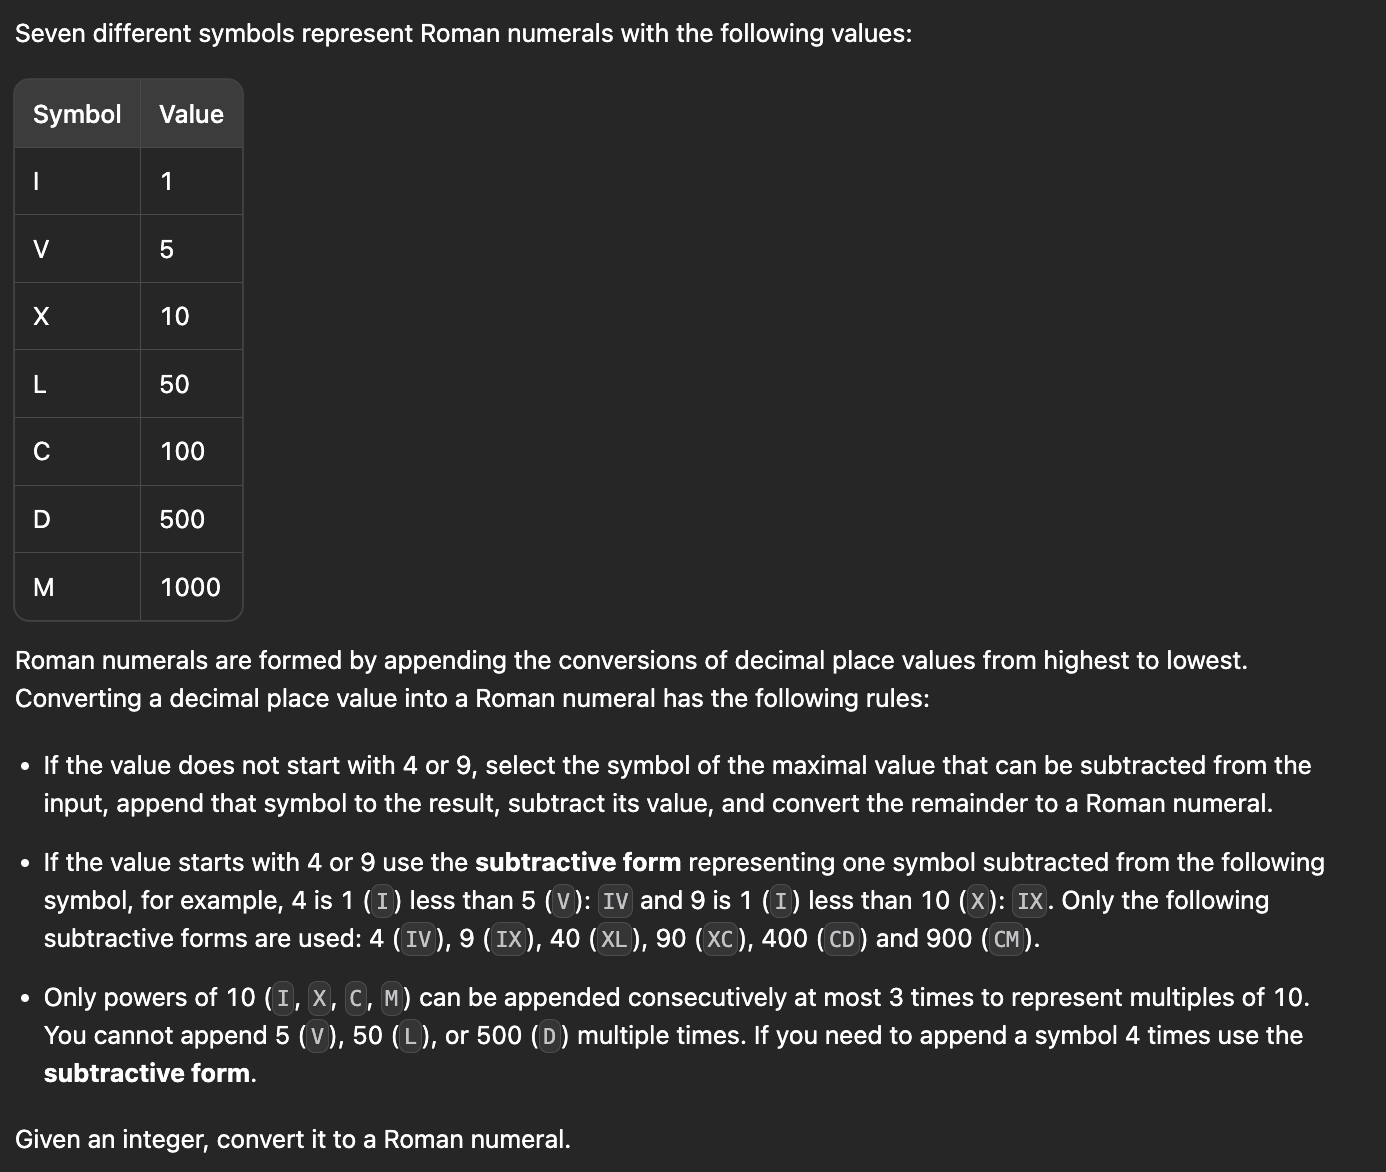 Seven different symbols represent Roman numerals with the following values:
Symbol Value
I 1
V 5
X 10
L 50
C 100
D 500
M 1000
Roman numerals are formed by appending the conversions of decimal place values from highest to lowest.
Converting a decimal place value into a Roman numeral has the following rules:
• If the value does not start with 4 or 9, select the symbol of the maximal value that can be subtracted from the
input, append that symbol to the result, subtract its value, and convert the remainder to a Roman numeral.
• If the value starts with 4 or 9 use the subtractive form representing one symbol subtracted from the following
symbol, for example, 4 is 1 (I) less than 5 (V): IV and 9 is 1 (I) less than 10 (X): IX. Only the following
subtractive forms are used: 4 (IV), 9 (IX), 40 (XL), 90 (XC), 400 (CD) and 900 (CM).
• Only powers of 10 (I, X, C, M) can be appended consecutively at most 3 times to represent multiples of 10.
You cannot append 5 (V), 50 (L), or 500 (D) multiple times. If you need to append a symbol 4 times use the
subtractive form.
Given an integer, convert it to a Roman numeral.